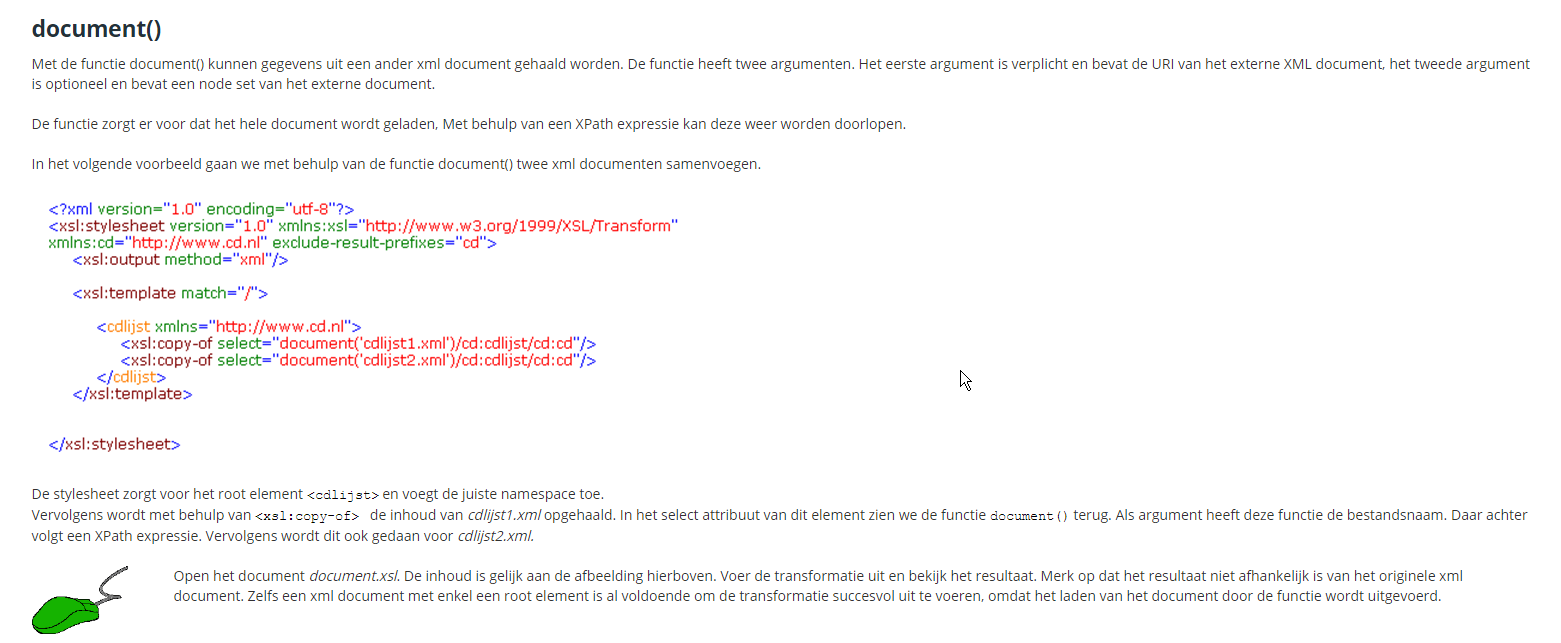 document()
Met de functie document() kunnen gegevens uit een ander xml document gehaald worden. De functie heeft twee argumenten. Het eerste argument is verplicht en bevat de URI van het externe XML document, het tweede argument
is optioneel en bevat een node set van het externe document.
De functie zorgt er voor dat het hele document wordt geladen, Met behulp van een XPath expressie kan deze weer worden doorlopen.
In het volgende voorbeeld gaan we met behulp van de functie document() twee xml documenten samenvoegen.
<?xml version="1.0" encoding="utf-8"?>
<xsl:stylesheet version="1.0" xmlns:xsl="http://www.w3.org/1999/XSL/Transform"
xmlns:cd="http://www.cd.nl" exclude-result-prefixes="cd">
<xsl:output method="xml"/>
<xsl:template match="/">
<cdlijst xmlns="http://www.cd.nl">
<xsl:copy-of select="document('cdlijst1.xml')/cd:cdlijst/cd:cd"/>
<xsl:copy-of select="document('cdlijst2.xml')/cd:cdlijst/cd:cd"/>
</cdlijst>
</xsl:template>
</xsl:stylesheet>
De stylesheet zorgt voor het root element <cdlijst> en voegt de juiste namespace toe.
Vervolgens wordt met behulp van <xsl:copy-of> de inhoud van cdlijst1.xml opgehaald. In het select attribuut van dit element zien we de functie document() terug. Als argument heeft deze functie de bestandsnaam. Daar achter
volgt een XPath expressie. Vervolgens wordt dit ook gedaan voor cdlijst2.xml.
Open het document document.xsl. De inhoud is gelijk aan de afbeelding hierboven. Voer de transformatie uit en bekijk het resultaat. Merk op dat het resultaat niet afhankelijk is van het originele xml
document. Zelfs een xml document met enkel een root element is al voldoende om de transformatie succesvol uit te voeren, omdat het laden van het document door de functie wordt uitgevoerd.